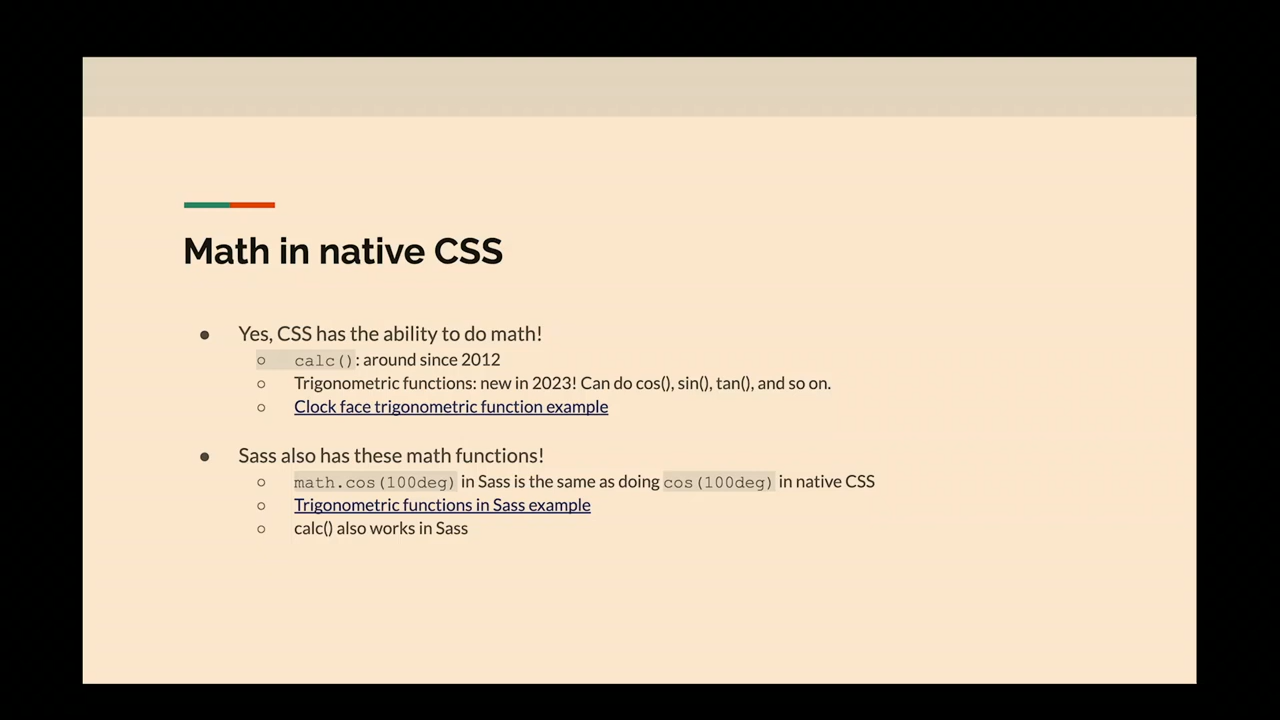 Math in native CSS
● Yes, CSS has the ability to do math!
○ calc(): around since 2012
○ Trigonometric functions: new in 2023! Can do cos(), sin(), tan(), and so on.
○ Clock face trigonometric function example
● Sass also has these math functions!
○ math.cos(100deg) in Sass is the same as doing cos(100deg) in native CSS
○ Trigonometric functions in Sass example
○ calc() also works in Sass